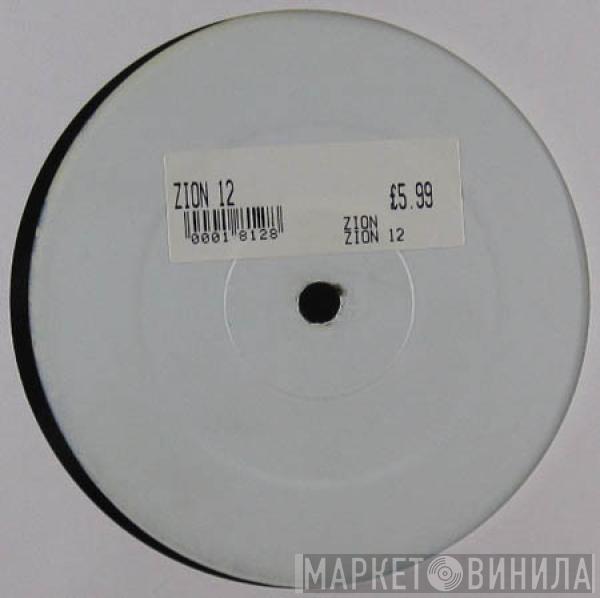 ZION 12 £5.99
0001 8128
ZION
ZION 12
МАРКЕТ ВИНИЛА